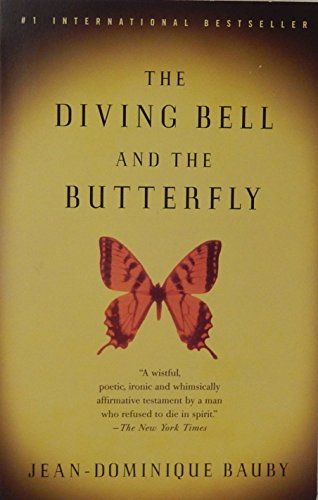 #1 INTERNATIONAL BESTSELLER
THE
DIVING BELL
AND THE
BUTTERFLY
"A wistful,
poetic, ironic and whimsically
affirmative testament by a man
who refused to die in spirit."
—The New York Times
JEAN-DOMINIQUE BAUBY